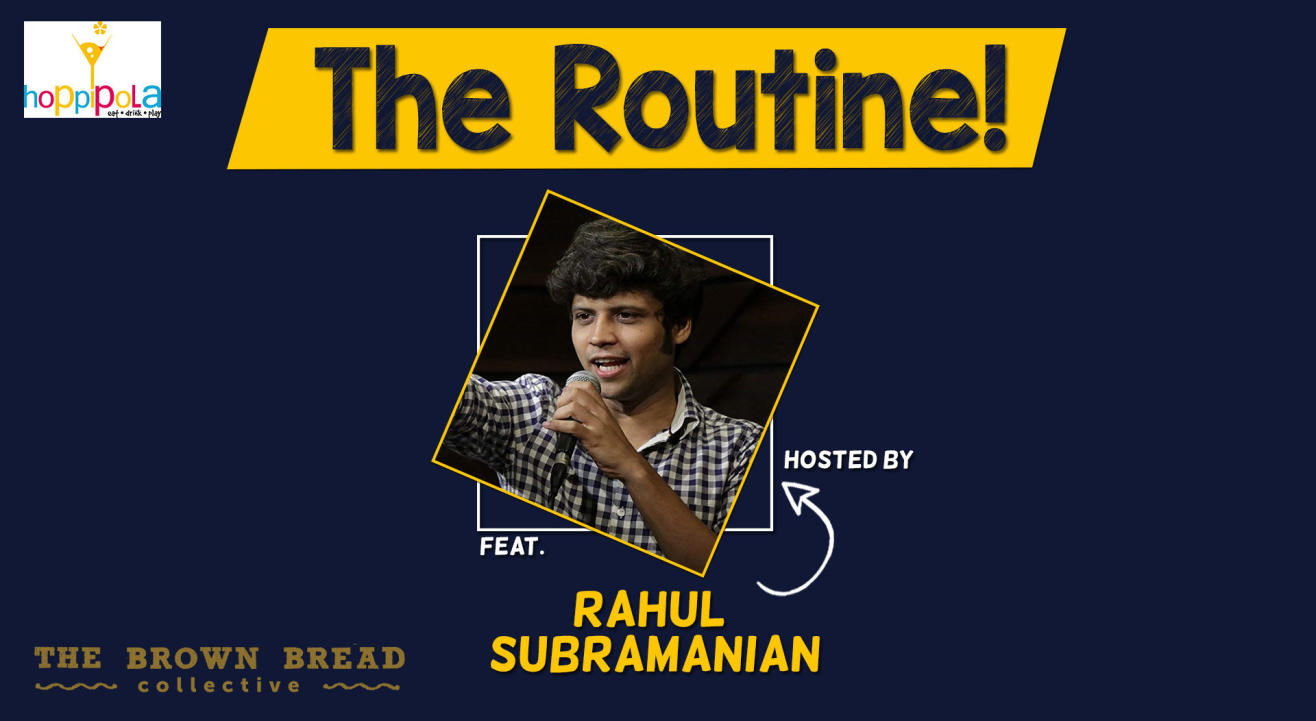 hoppipola
eat • drink • play
The Routine!
HOSTED BY
FEAT.
RAHUL
SUBRAMANIAN
THE BROWN BREAD
collective